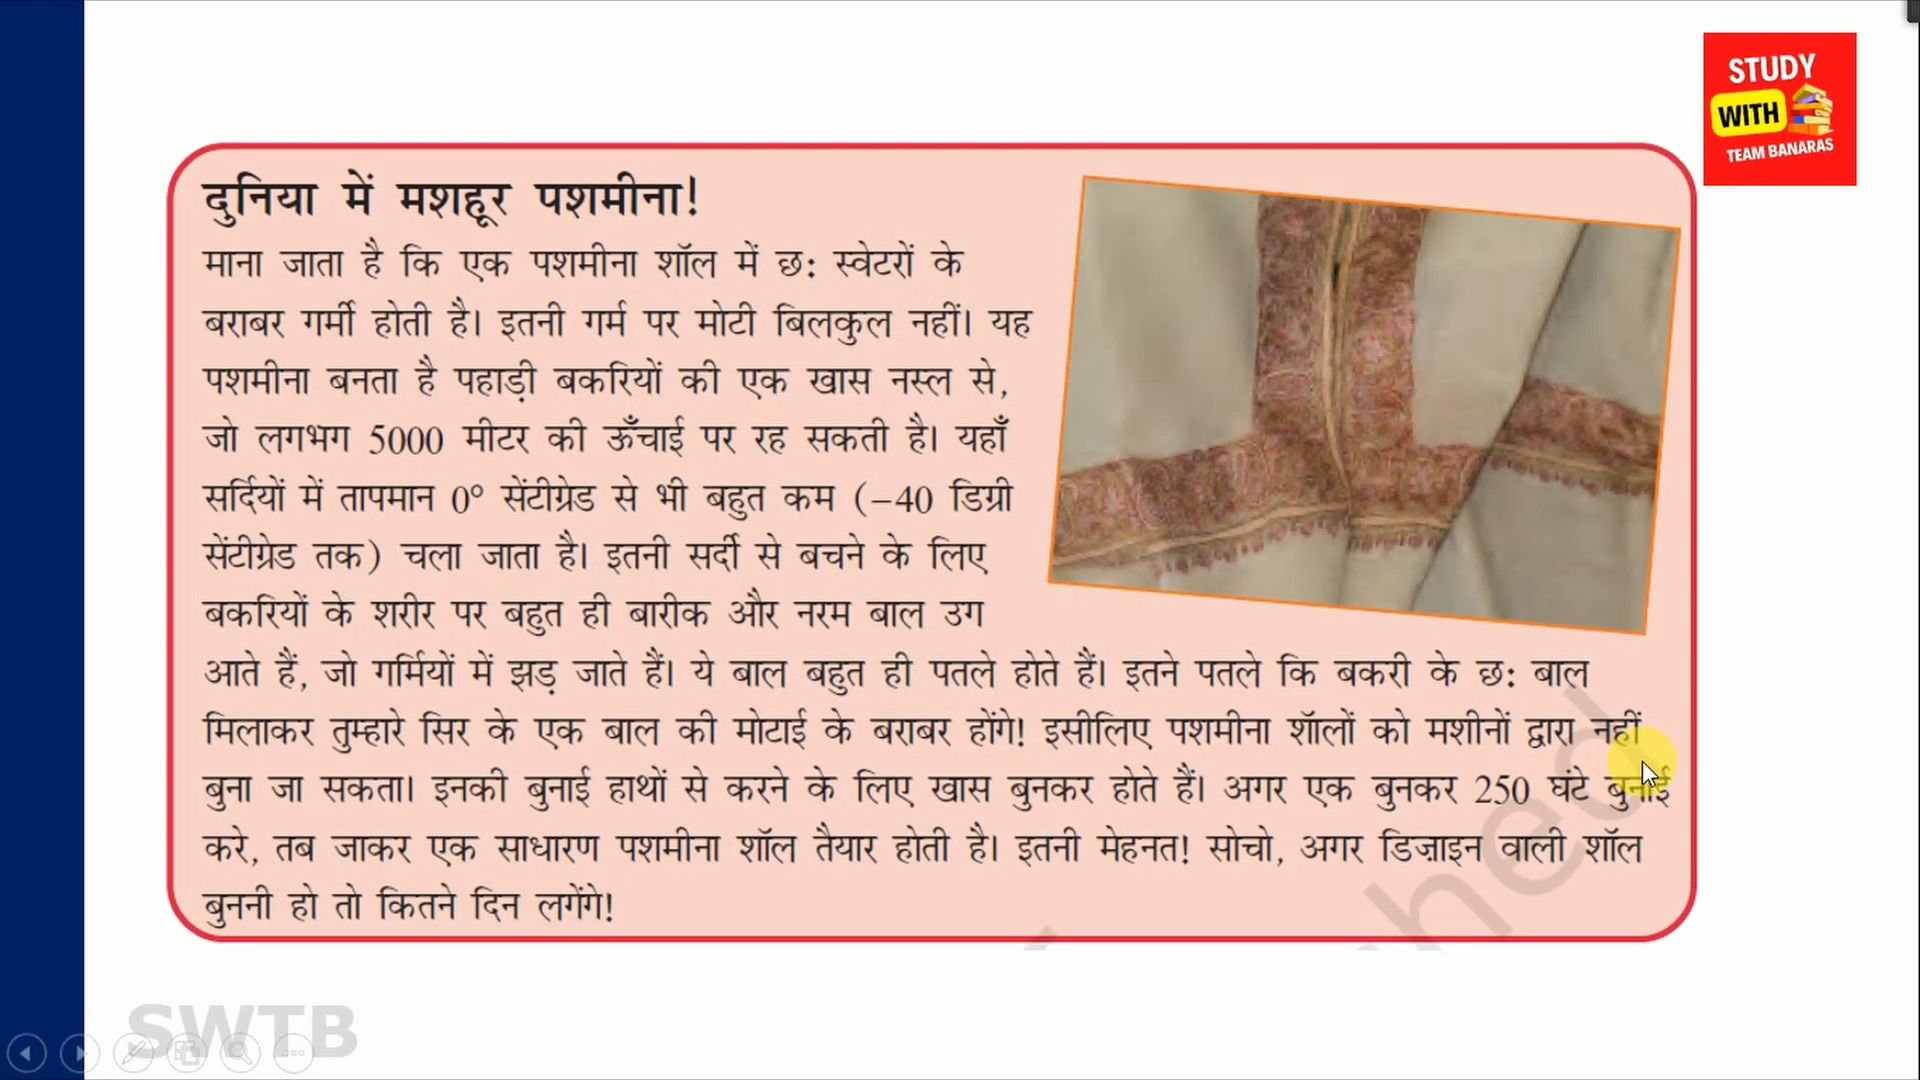 STUDY
WITH
TEAM BANARAS
दुनिया में मशहूर पशमीना!
माना जाता है कि एक पशमीना शॉल में छः स्वेटरों के
बराबर गर्मी होती है। इतनी गर्म पर मोटी बिलकुल नहीं। यह
पशमीना बनता है पहाड़ी बकरियों की एक खास नस्ल से,
जो लगभग 5000 मीटर की ऊँचाई पर रह सकती है। यहाँ
सर्दियों में तापमान 0° सेंटीग्रेड से भी बहुत कम (–40 डिग्री
सेंटीग्रेड तक) चला जाता है। इतनी सर्दी से बचने के लिए
बकरियों के शरीर पर बहुत ही बारीक और नरम बाल उग
आते हैं, जो गर्मियों में झड़ जाते हैं। ये बाल बहुत ही पतले होते हैं। इतने पतले कि बकरी के छः बाल
मिलाकर तुम्हारे सिर के एक बाल की मोटाई के बराबर होंगे! इसीलिए पशमीना शॉलों को मशीनों द्वारा नहीं
बुना जा सकता। इनकी बुनाई हाथों से करने के लिए खास बुनकर होते हैं। अगर एक बुनकर 250 घंटे बुनाई
करे, तब जाकर एक साधारण पशमीना शॉल तैयार होती है। इतनी मेहनत! सोचो, अगर डिज़ाइन वाली शॉल
बुननी हो तो कितने दिन लगेंगे!
SWTB